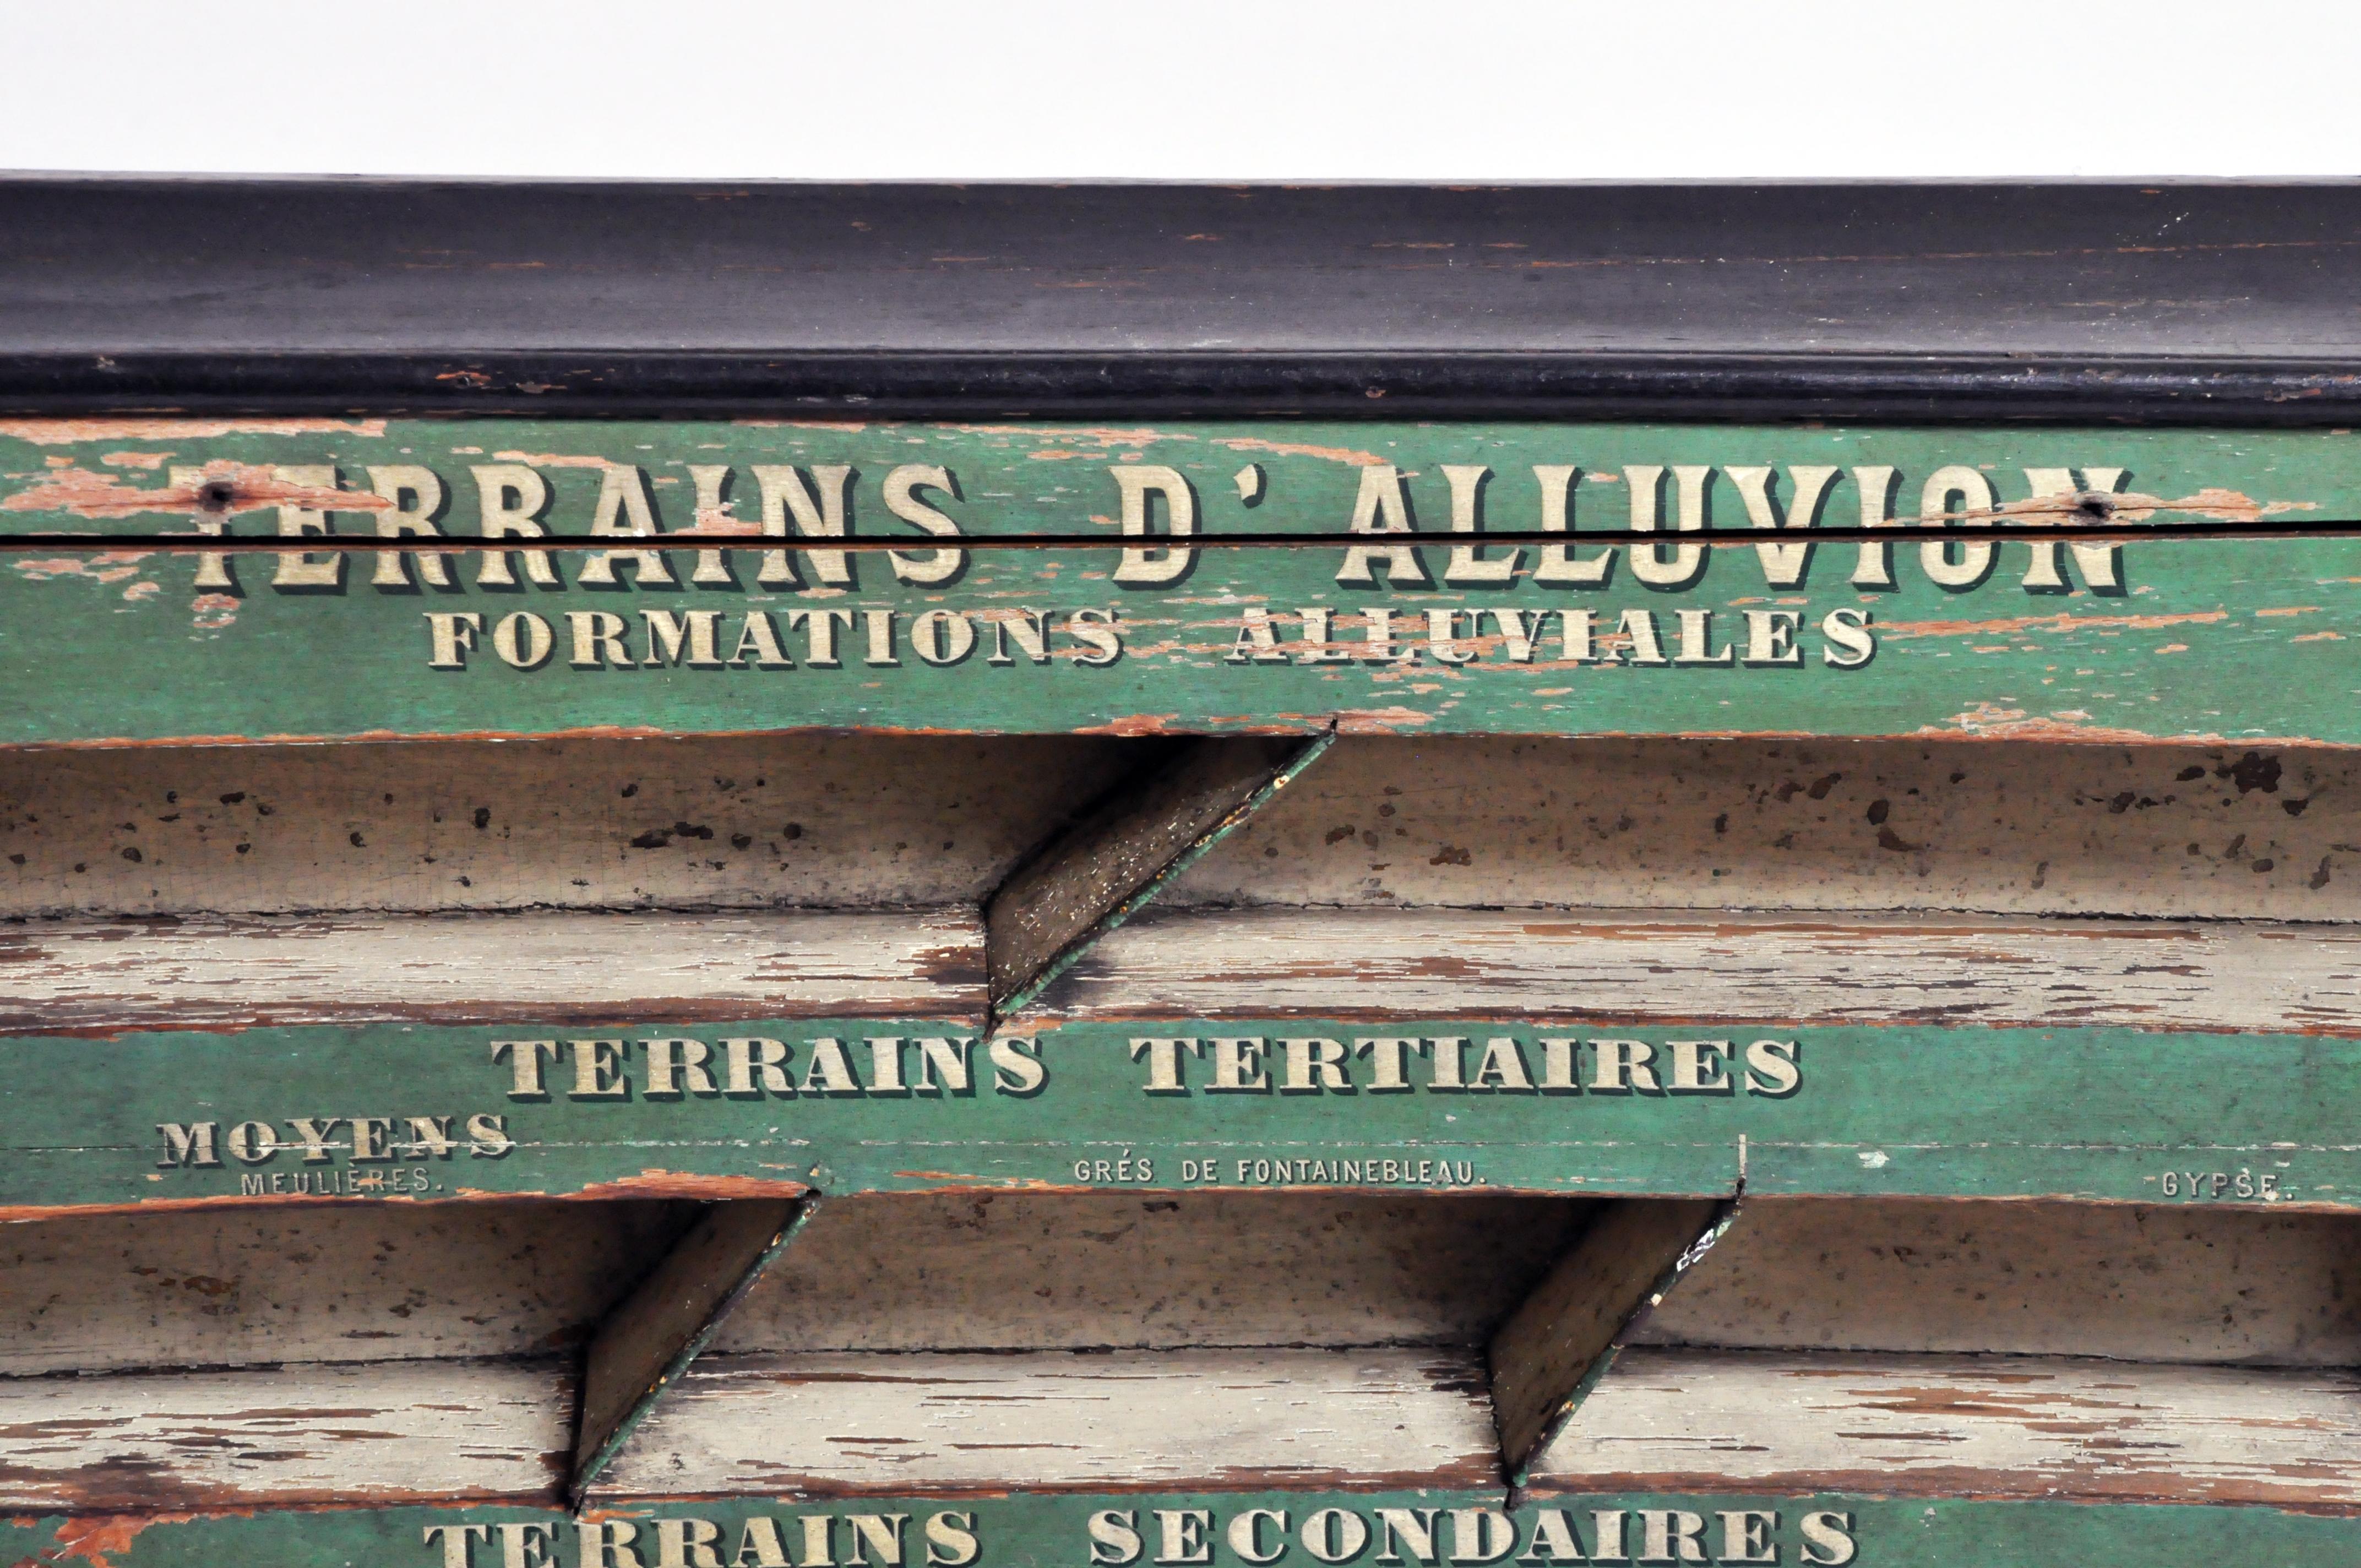 TERRAINS D'ALLUVION
FORMATIONS ALLUVIALES
TERRAINS TERTIAIRES
MOYENS
MEULIÈRES.
GRÉS DE FONTAINEBLEAU.
GYPSE.
TERRAINS SECONDAIRES